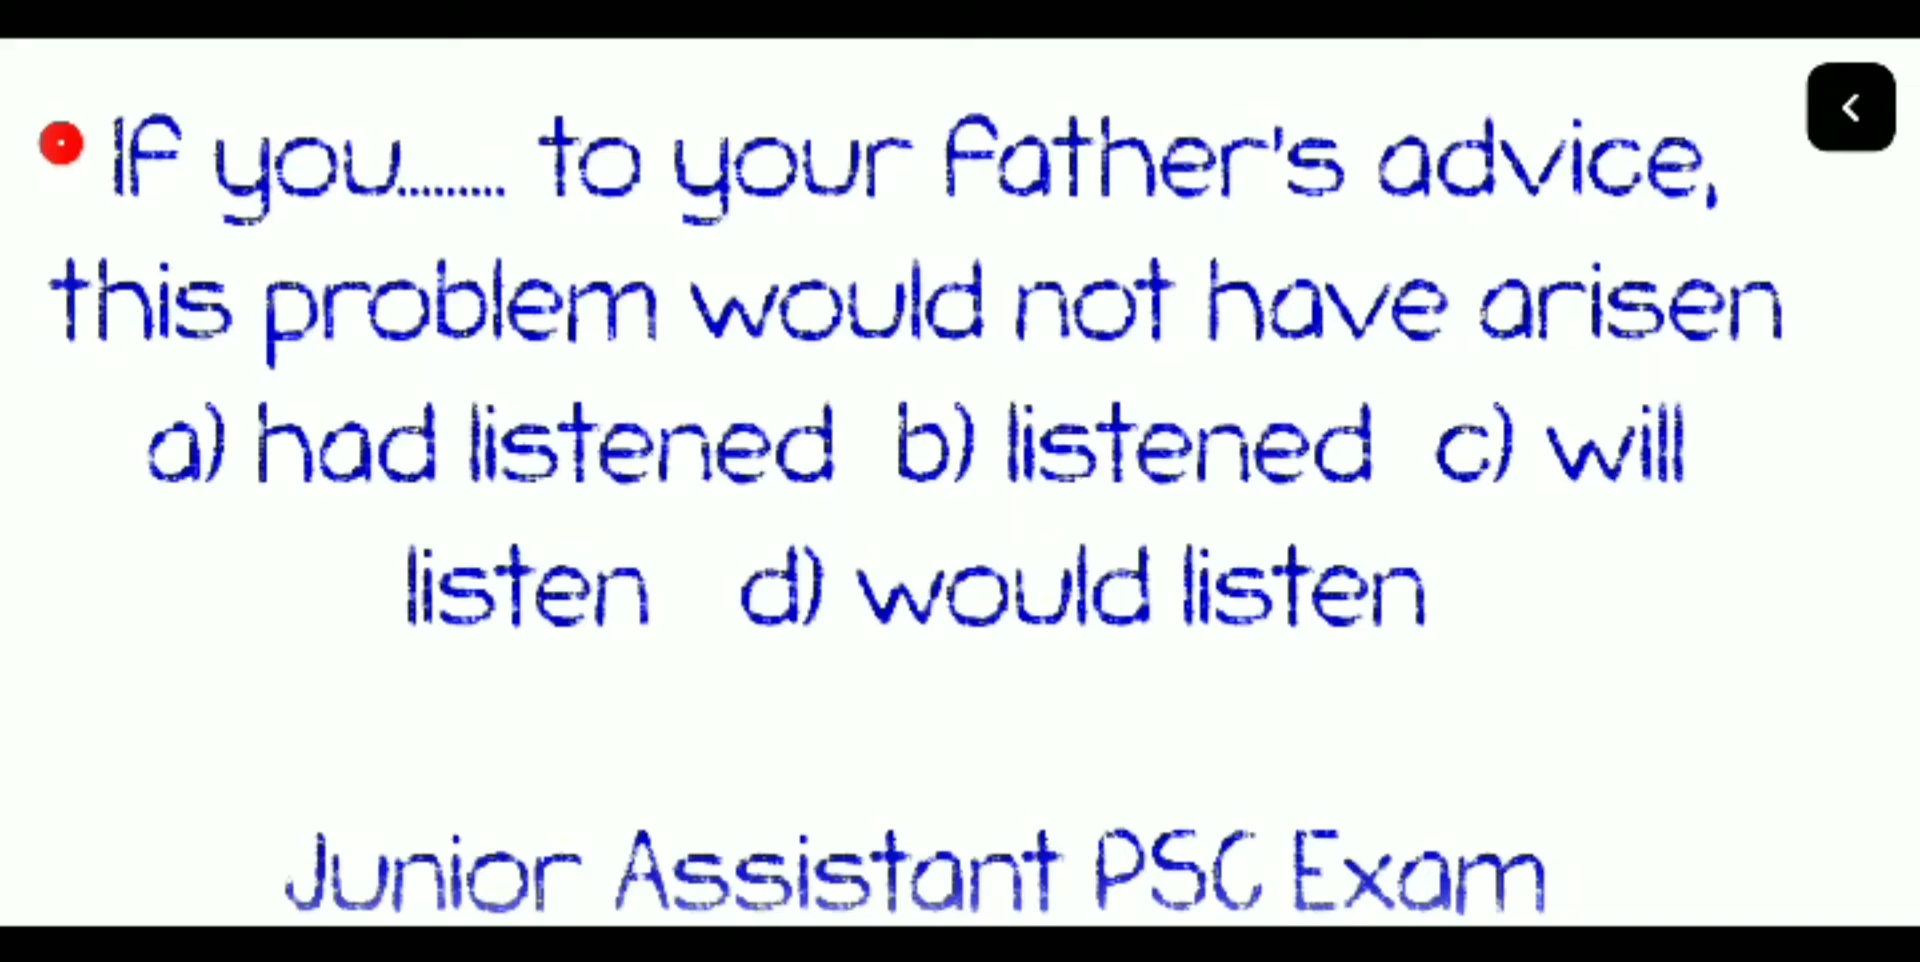 If you......... to your father's advice,
this problem would not have arisen
a) had listened b) listened c) will
listen d) would listen
Junior Assistant PSC Exam